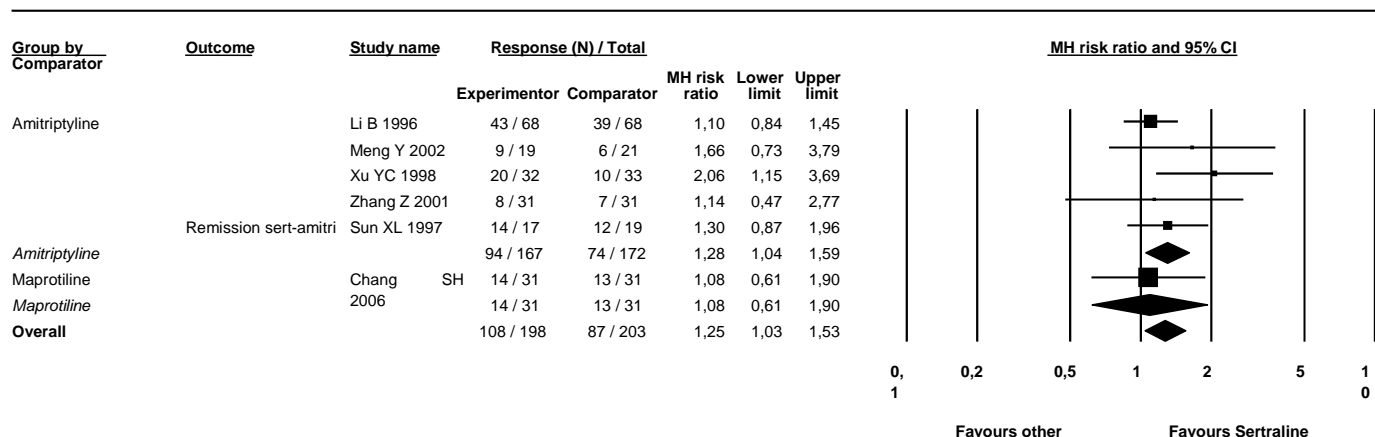 Group by Comparator Outcome Study name Response (N) / Total MH risk ratio and 95% CI
Experimentor Comparator MH risk ratio Lower limit Upper limit
Amitriptyline Li B 1996 43 / 68 39 / 68 1,10 0,84 1,45
Meng Y 2002 9 / 19 6 / 21 1,66 0,73 3,79
Xu YC 1998 20 / 32 10 / 33 2,06 1,15 3,69
Zhang Z 2001 8 / 31 7 / 31 1,14 0,47 2,77
Remission sert-amitri Sun XL 1997 14 / 17 12 / 19 1,30 0,87 1,96
Amitriptyline 94 / 167 74 / 172 1,28 1,04 1,59
Maprotiline Chang SH 2006 14 / 31 13 / 31 1,08 0,61 1,90
Maprotiline 14 / 31 13 / 31 1,08 0,61 1,90
Overall 108 / 198 87 / 203 1,25 1,03 1,53
0,1 0,2 0,5 1 2 5 10
Favours other Favours Sertraline